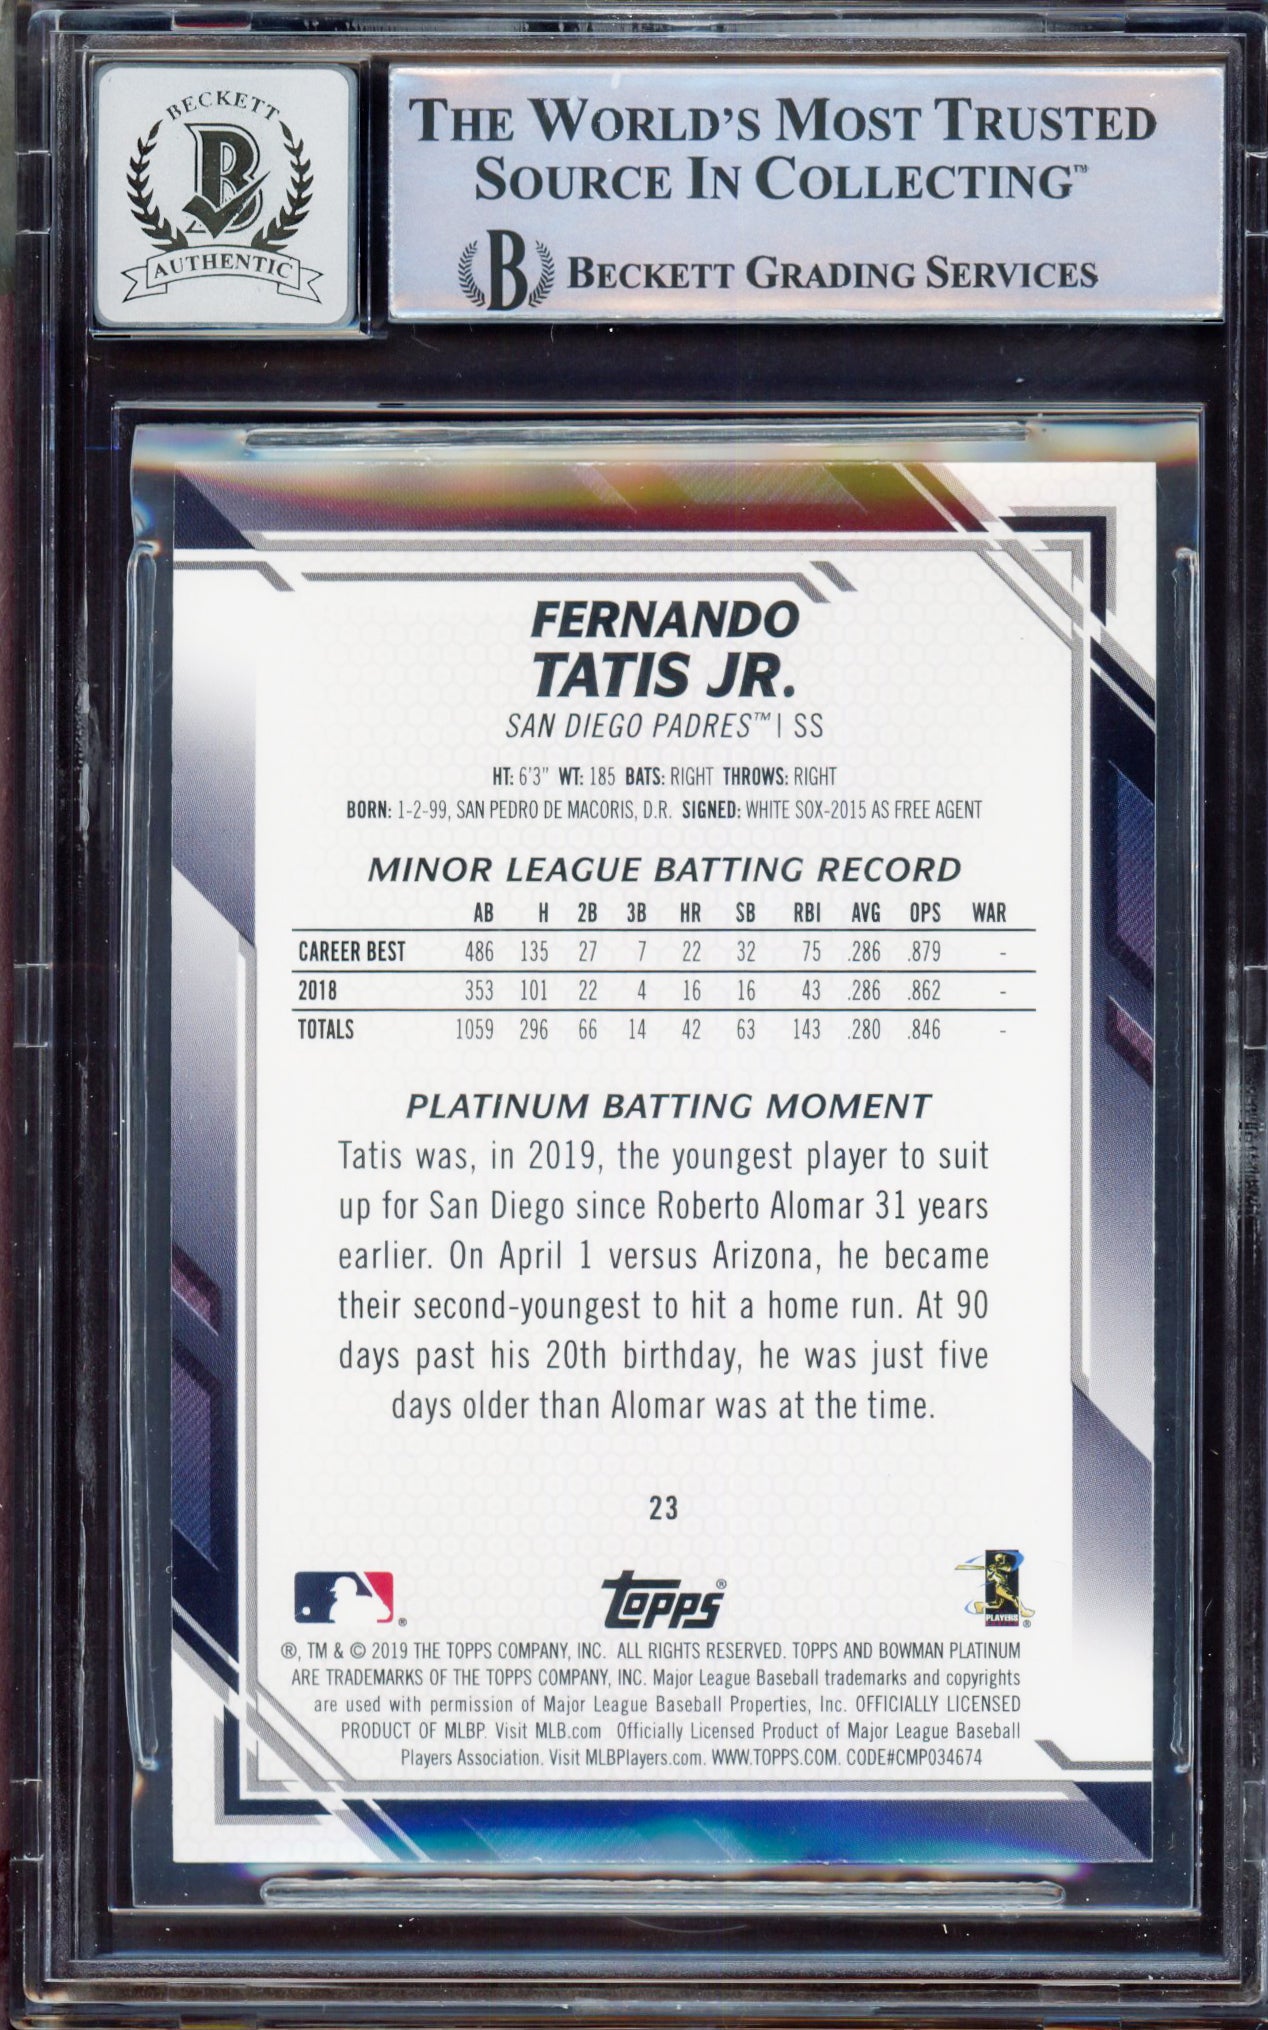 BECKETT
B
AUTHENTIC
THE WORLD'S MOST TRUSTED
SOURCE IN COLLECTING™
B BECKETT GRADING SERVICES
FERNANDO
TATIS JR.
SAN DIEGO PADRES™ | SS
HT: 6'3" WT: 185 BATS: RIGHT THROWS: RIGHT
BORN: 1-2-99, SAN PEDRO DE MACORIS, D.R. SIGNED: WHITE SOX-2015 AS FREE AGENT
MINOR LEAGUE BATTING RECORD
AB H 2B 3B HR SB RBI AVG OPS WAR
CAREER BEST 486 135 27 7 22 32 75 .286 .879 -
2018 353 101 22 4 16 16 43 .286 .862 -
TOTALS 1059 296 66 14 42 63 143 .280 .846 -
PLATINUM BATTING MOMENT
Tatis was, in 2019, the youngest player to suit
up for San Diego since Roberto Alomar 31 years
earlier. On April 1 versus Arizona, he became
their second-youngest to hit a home run. At 90
days past his 20th birthday, he was just five
days older than Alomar was at the time.
23
® Topps® PLAYERS ®
®, TM & © 2019 THE TOPPS COMPANY, INC. ALL RIGHTS RESERVED. TOPPS AND BOWMAN PLATINUM
ARE TRADEMARKS OF THE TOPPS COMPANY, INC. Major League Baseball trademarks and copyrights
are used with permission of Major League Baseball Properties, Inc. OFFICIALLY LICENSED
PRODUCT OF MLBP. Visit MLB.com Officially Licensed Product of Major League Baseball
Players Association. Visit MLBPlayers.com. WWW.TOPPS.COM. CODE#CMP034674